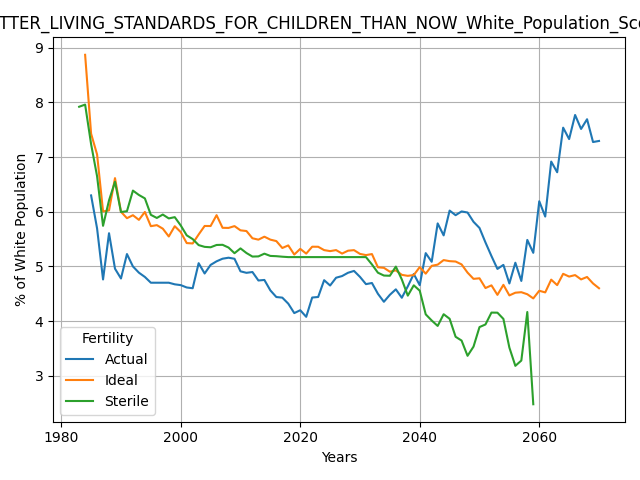 TTER_LIVING_STANDARDS_FOR_CHILDREN_THAN_NOW_White_Population_Sc
9
8
7
6
5
4
3
% of White Population
Fertility
Actual
Ideal
Sterile
1980 2000 2020 2040 2060
Years